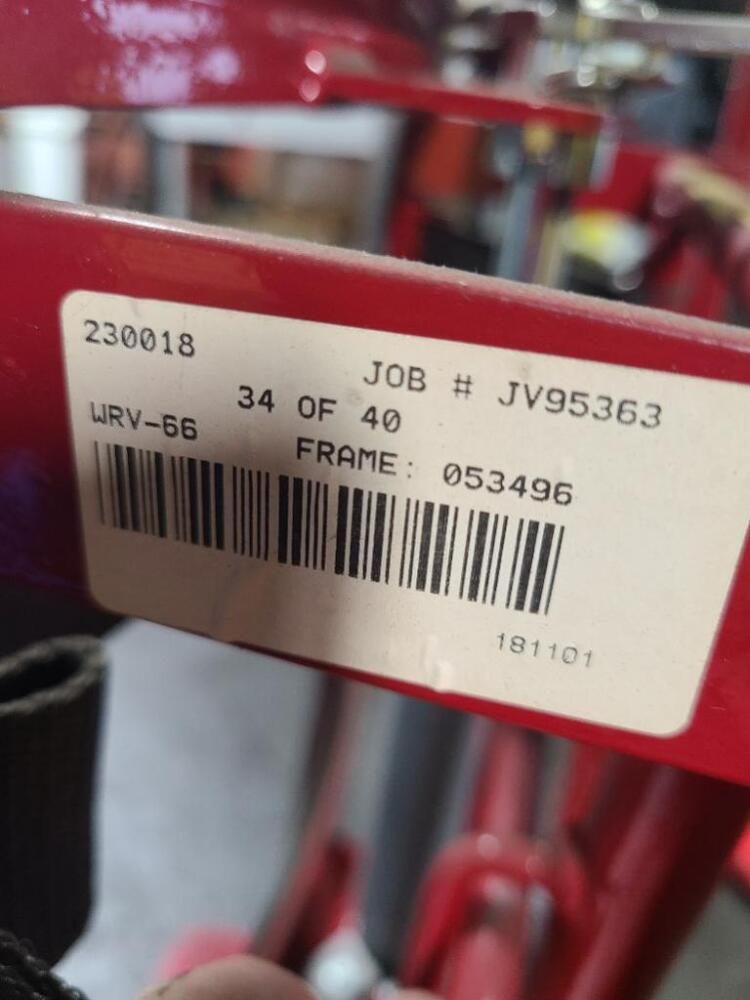 230018
JOB # JV95363
34 OF 40
WRV-66
FRAME: 053496
181101